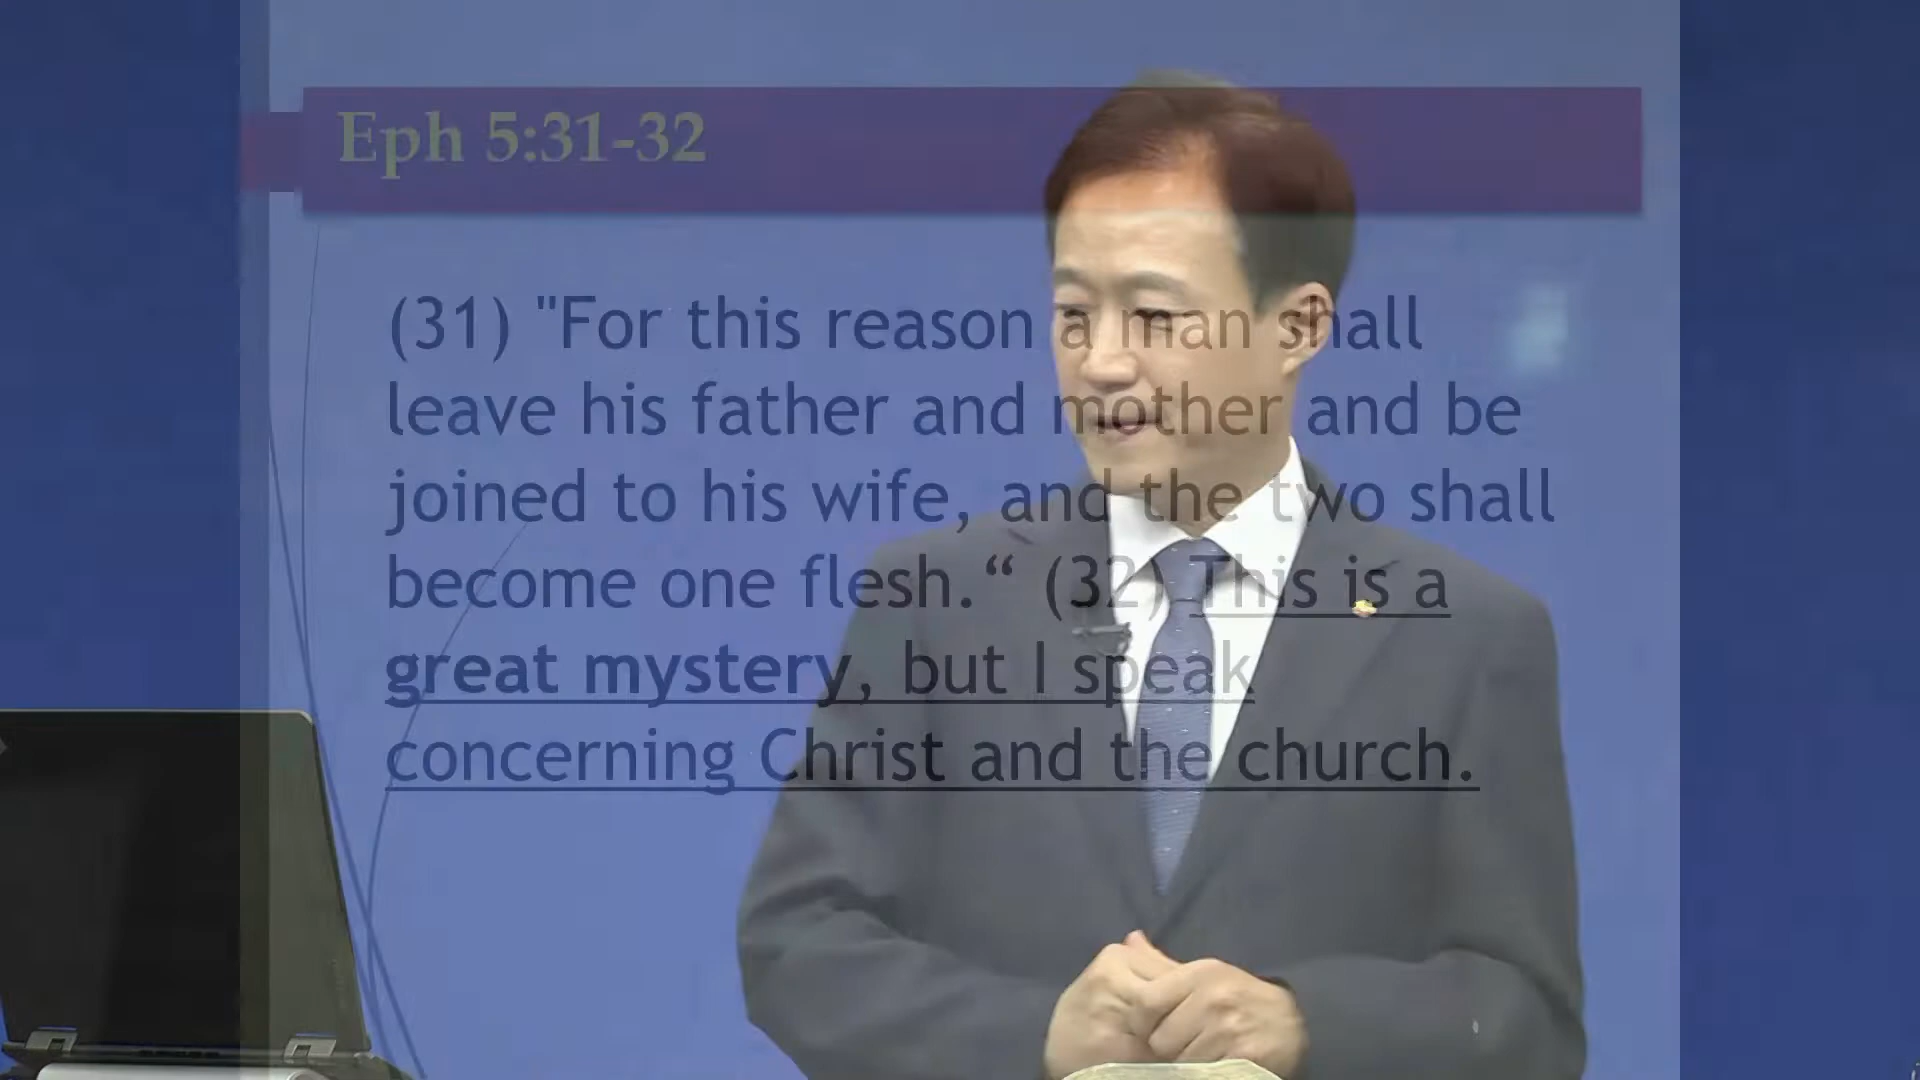 Eph 5:31-32
(31) "For this reason a man shall
leave his father and mother and be
joined to his wife, and the two shall
become one flesh.“ (32) This is a
great mystery, but I speak
concerning Christ and the church.